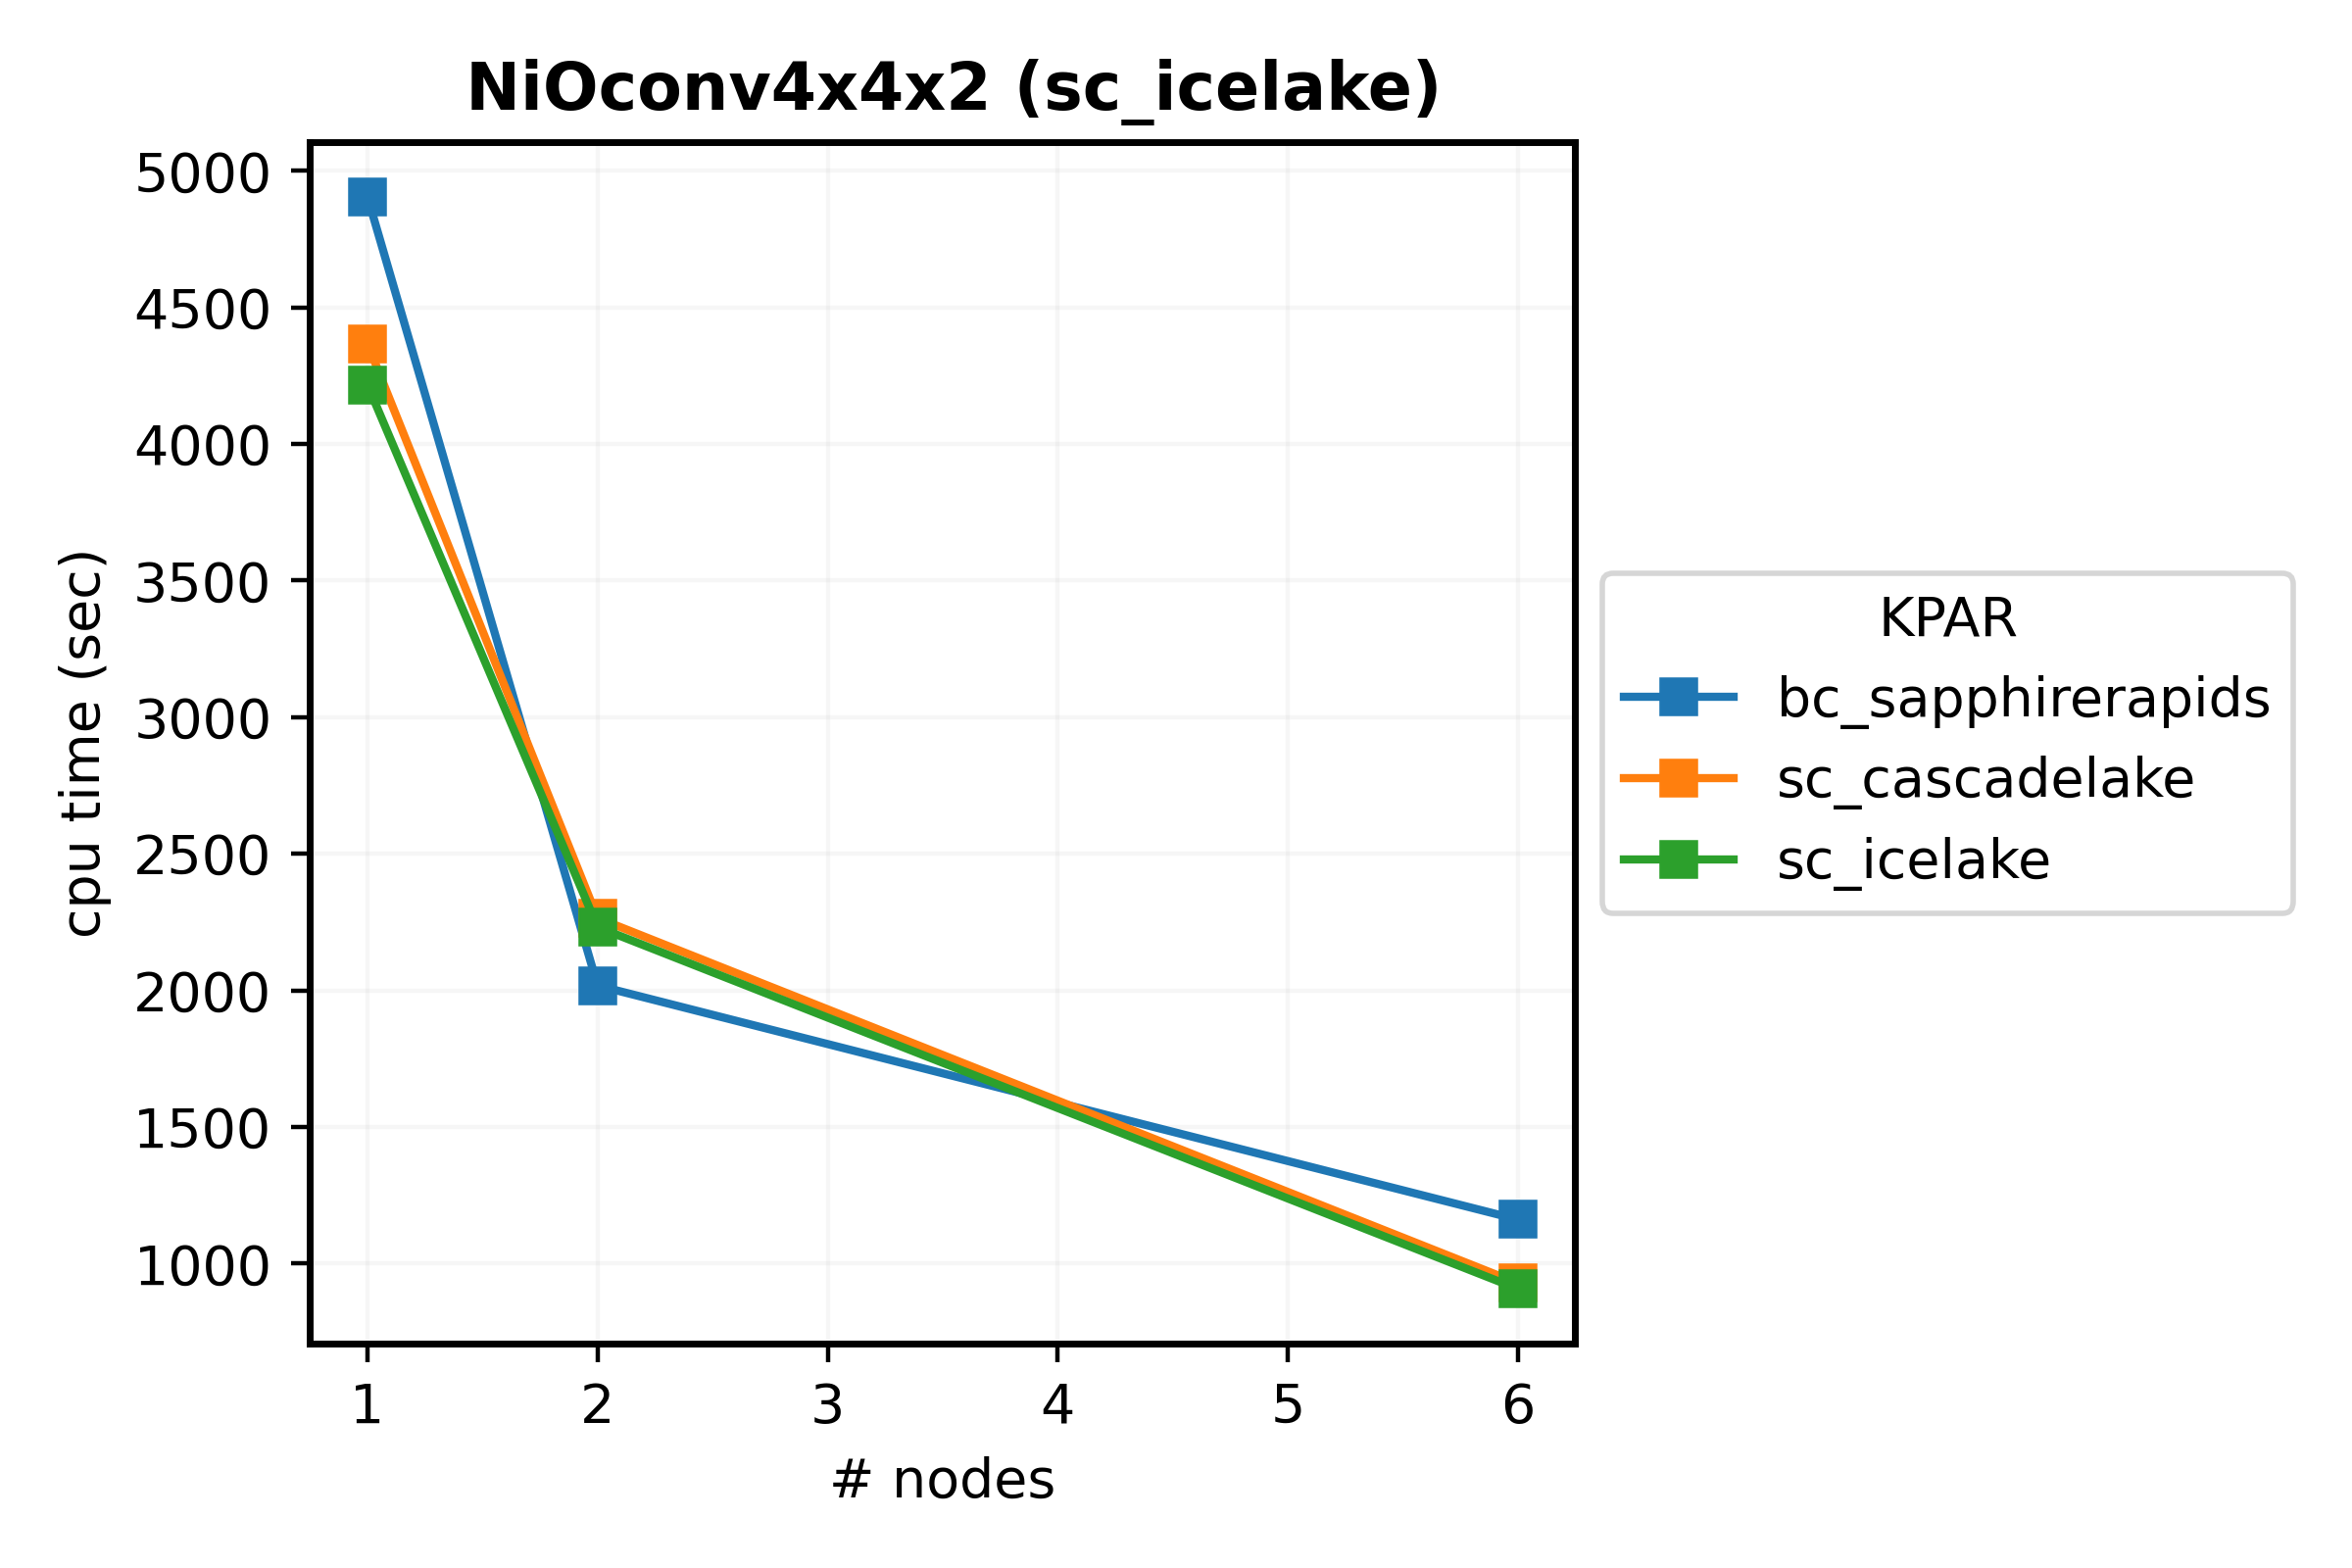 NiOconv4x4x2 (sc_icelake)
5000
4500
4000
3500
3000
2500
2000
1500
1000
cpu time (sec)
1 2 3 4 5 6
# nodes
KPAR
bc_sapphirerapids
sc_cascadelake
sc_icelake